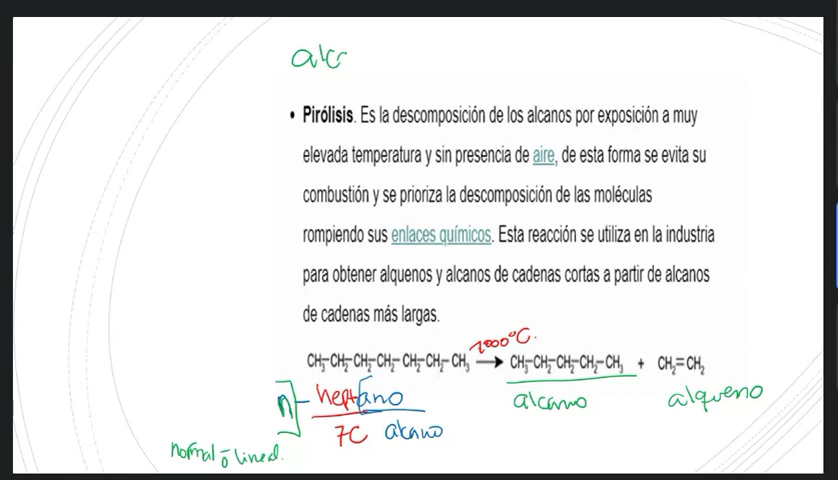 alc
• Pirólisis. Es la descomposición de los alcanos por exposición a muy
elevada temperatura y sin presencia de aire, de esta forma se evita su
combustión y se prioriza la descomposición de las moléculas
rompiendo sus enlaces químicos. Esta reacción se utiliza en la industria
para obtener alquenos y alcanos de cadenas cortas a partir de alcanos
de cadenas más largas.
1000°C.
CH₃-CH₂-CH₂-CH₂-CH₂-CH₂-CH₃ → CH₃-CH₂-CH₂-CH₂-CH₃ + CH₂=CH₂
n-heptano alcano alqueno
7C alcano
normal ó lineal.